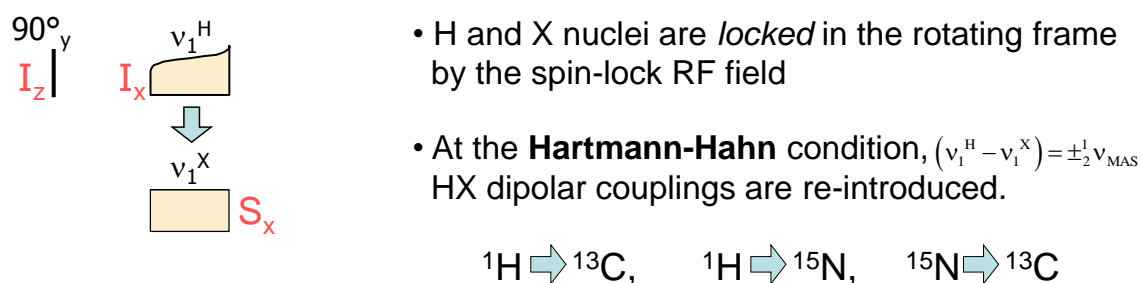 90°y
Iz
ν₁ᴴ
Ix
ν₁ˣ
Sx
• H and X nuclei are locked in the rotating frame
by the spin-lock RF field
• At the Hartmann-Hahn condition, (ν₁ᴴ − ν₁ˣ) = ±½ νMAS
HX dipolar couplings are re-introduced.
¹H ⇨ ¹³C, ¹H ⇨ ¹⁵N, ¹⁵N ⇨ ¹³C